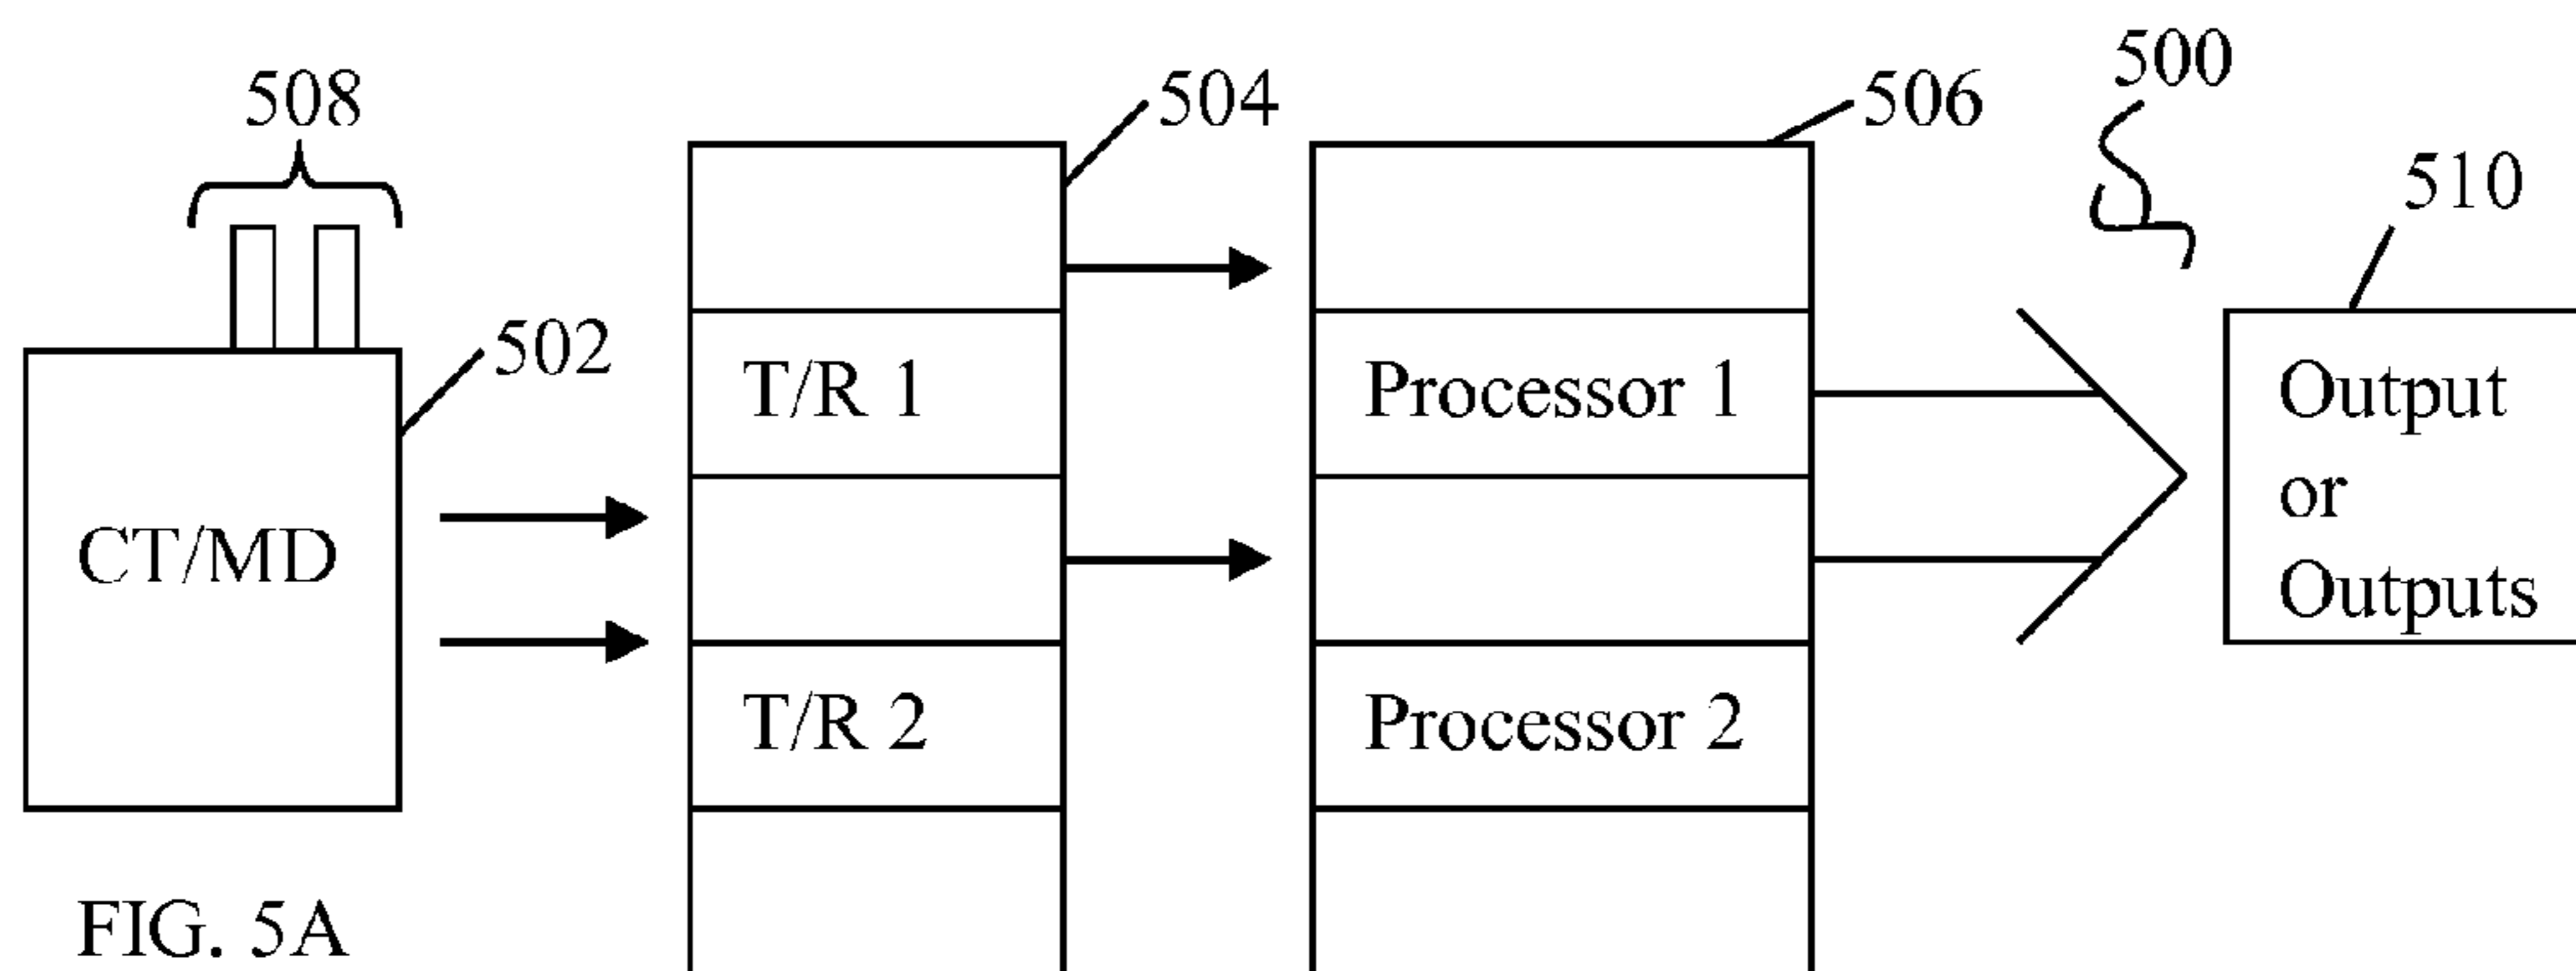 508
504
506
500
510
502
CT/MD
T/R 1
T/R 2
Processor 1
Processor 2
Output
or
Outputs
FIG. 5A